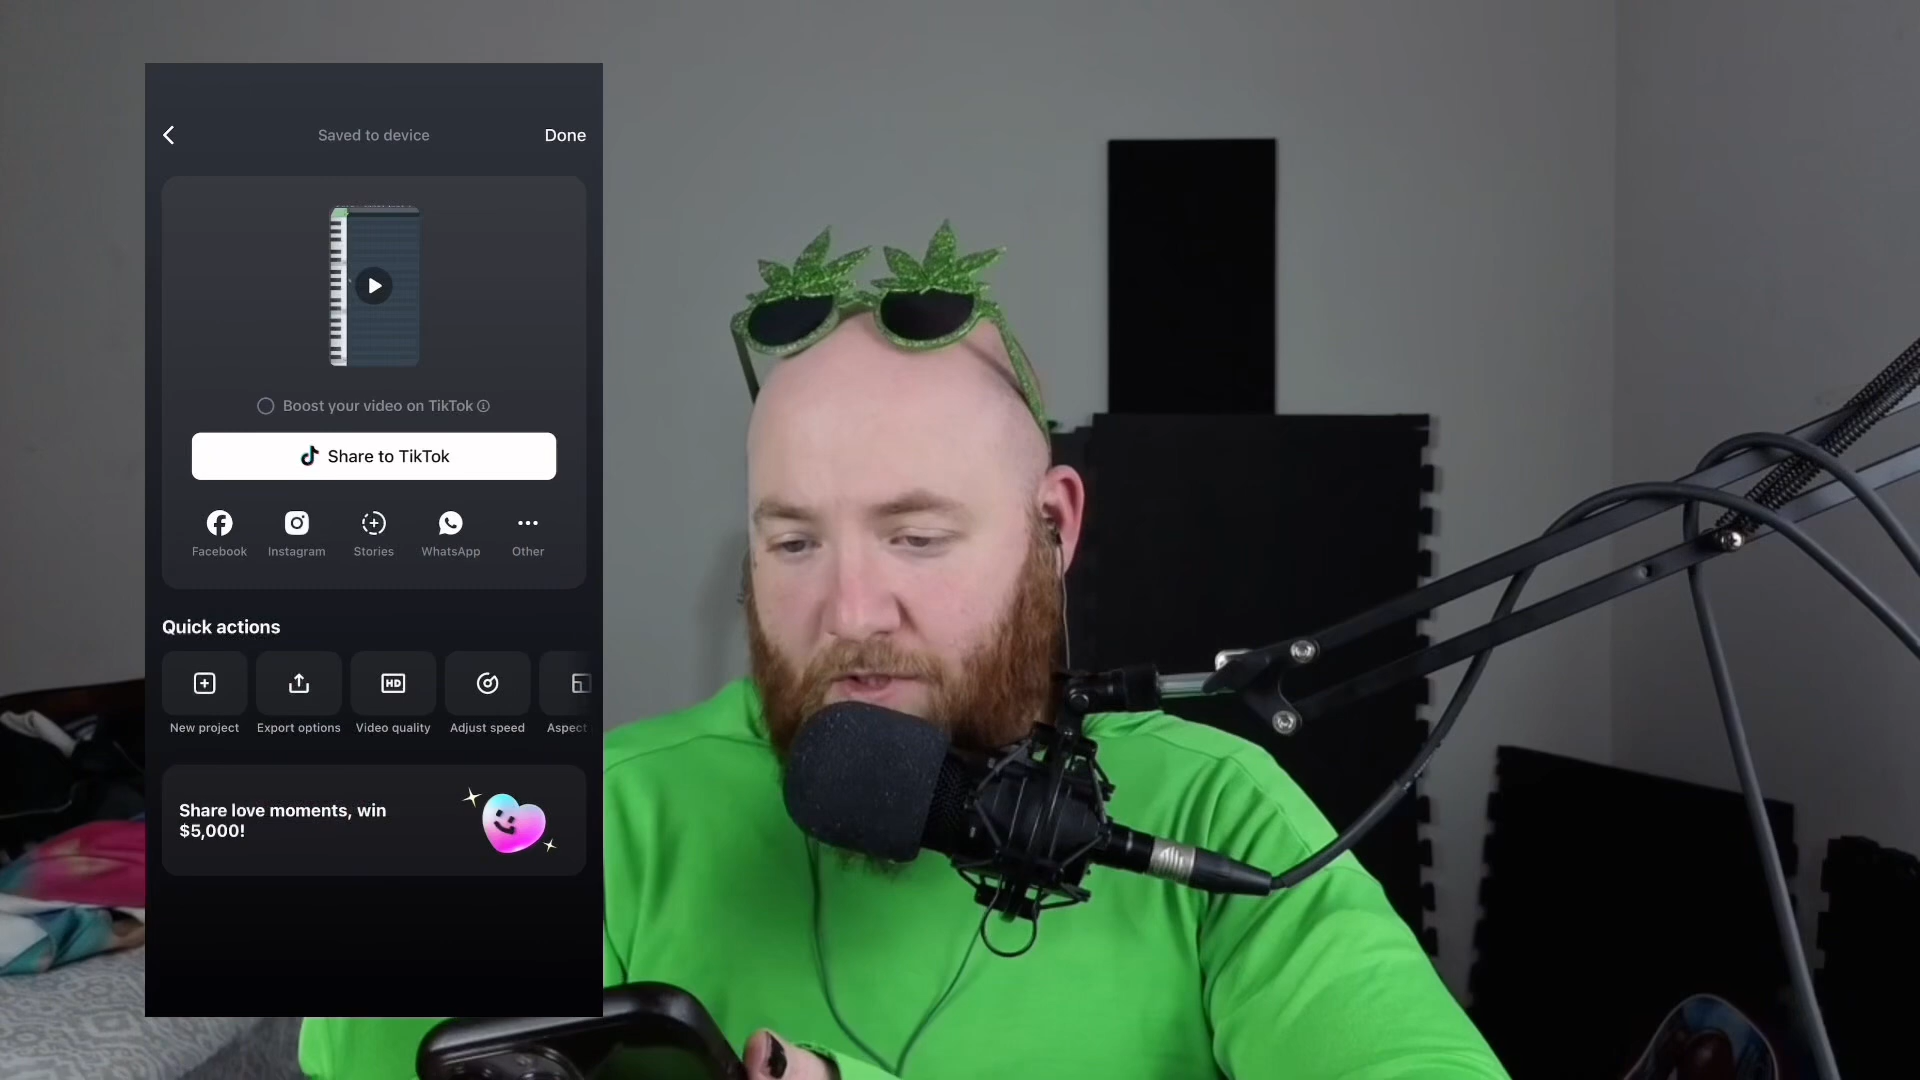 Saved to device
Done
Boost your video on TikTok
Share to TikTok
Facebook
Instagram
Stories
WhatsApp
Other
Quick actions
HD
New project
Export options
Video quality
Adjust speed
Aspect
Share love moments, win
$5,000!